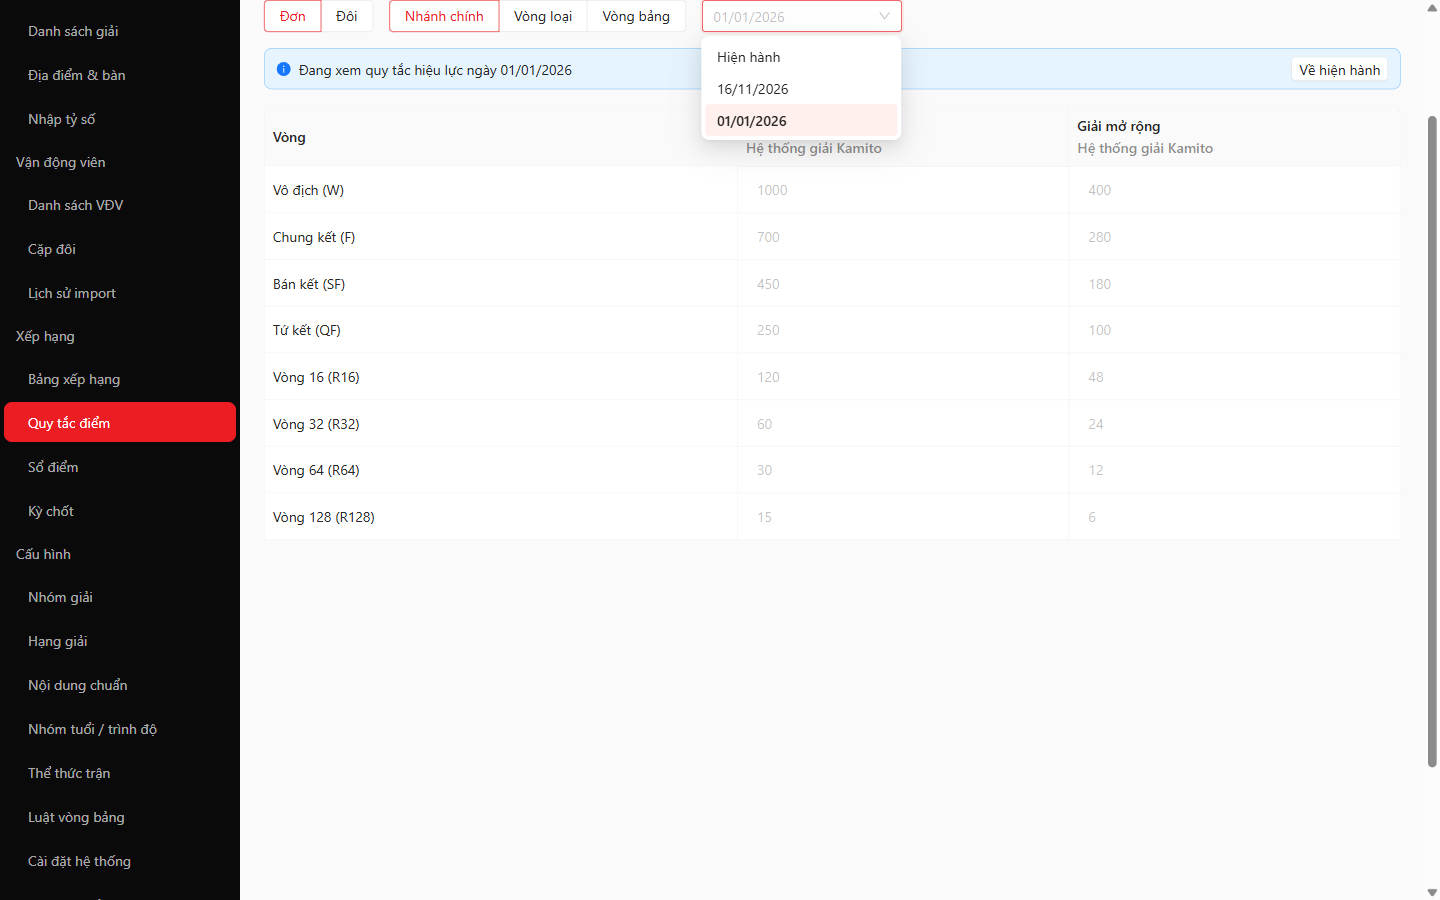 Danh sách giải
Địa điểm & bàn
Nhập tỷ số
Vận động viên
Danh sách VĐV
Cặp đôi
Lịch sử import
Xếp hạng
Bảng xếp hạng
Quy tắc điểm
Sổ điểm
Kỳ chốt
Cấu hình
Nhóm giải
Hạng giải
Nội dung chuẩn
Nhóm tuổi / trình độ
Thể thức trận
Luật vòng bảng
Cài đặt hệ thống
Đơn Đôi Nhánh chính Vòng loại Vòng bảng 01/01/2026
Hiện hành
16/11/2026
01/01/2026
Đang xem quy tắc hiệu lực ngày 01/01/2026 Về hiện hành
Vòng Hệ thống giải Kamito Giải mở rộng
Hệ thống giải Kamito
Vô địch (W) 1000 400
Chung kết (F) 700 280
Bán kết (SF) 450 180
Tứ kết (QF) 250 100
Vòng 16 (R16) 120 48
Vòng 32 (R32) 60 24
Vòng 64 (R64) 30 12
Vòng 128 (R128) 15 6